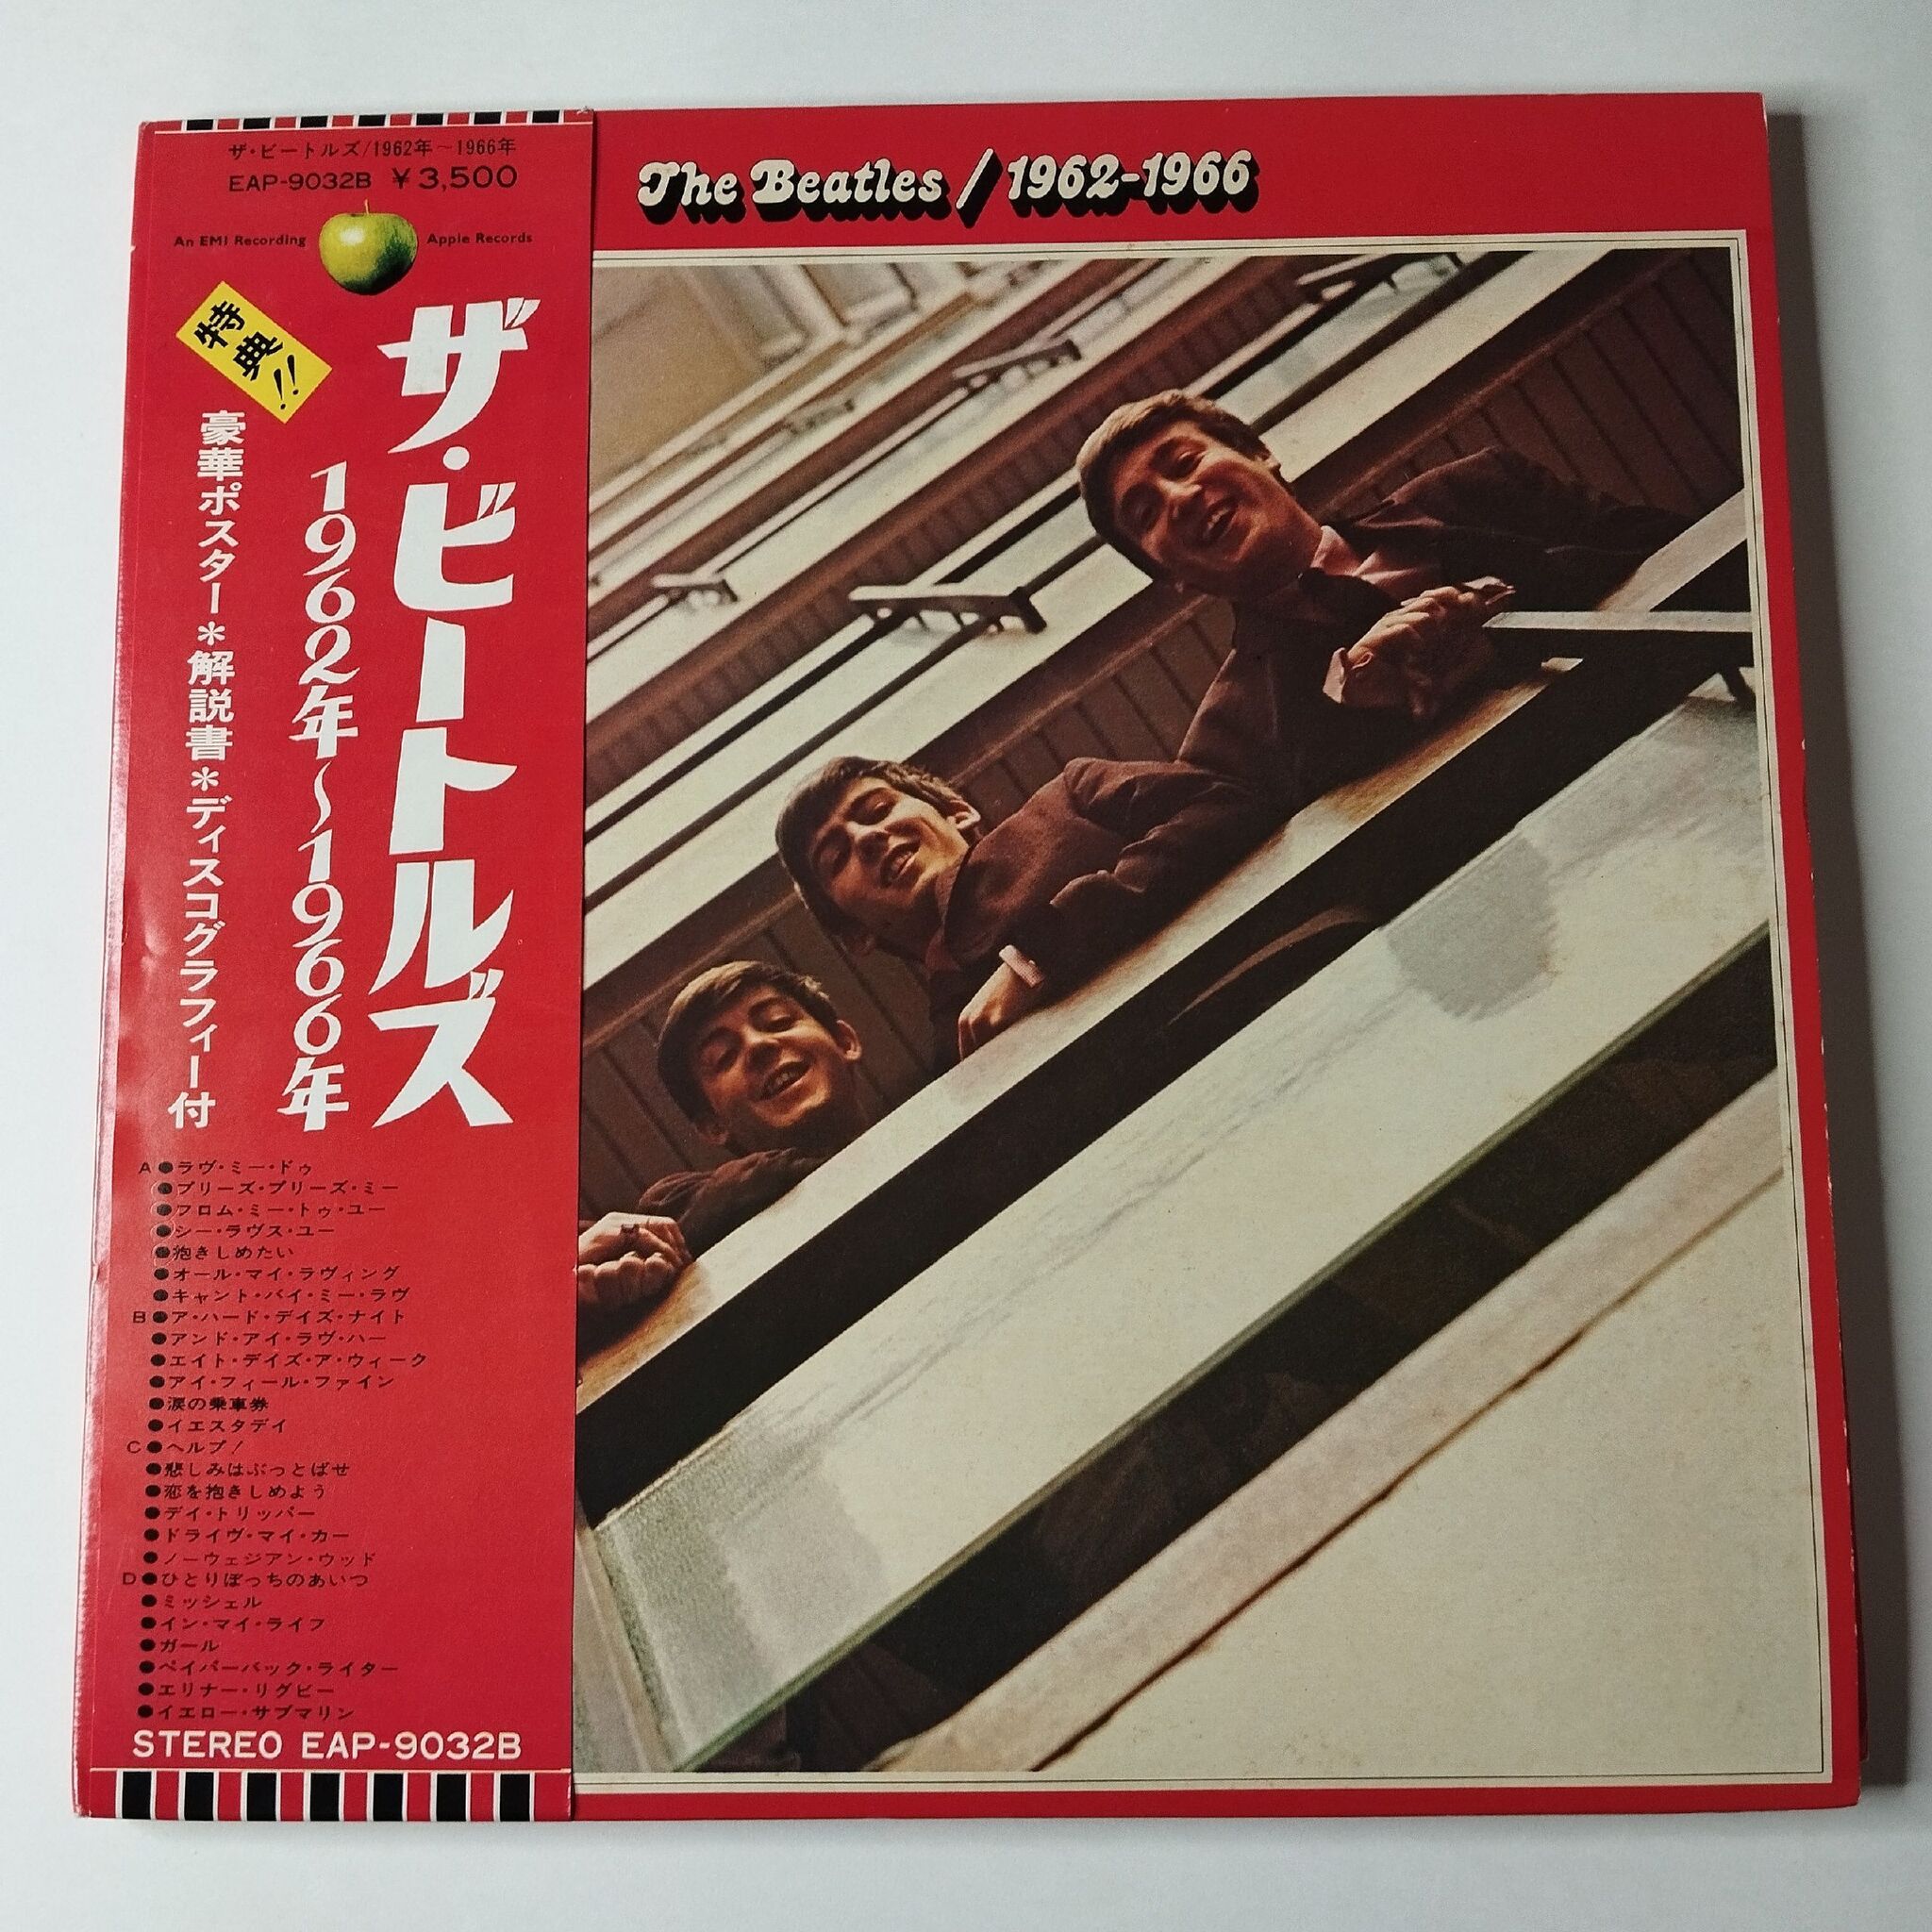 ザ・ビートルズ/1962年〜1966年
EAP-9032B ¥3,500
An EMI Recording
Apple Records
The Beatles / 1962-1966
特典!!
ザ・ビートルズ
1962年〜1966年
豪華ポスター＊解説書＊ディスコグラフィー付
A●ラヴ・ミー・ドゥ
●プリーズ・プリーズ・ミー
●フロム・ミー・トゥ・ユー
●シー・ラヴス・ユー
●抱きしめたい
●オール・マイ・ラヴィング
●キャント・バイ・ミー・ラヴ
B●ア・ハード・デイズ・ナイト
●アンド・アイ・ラヴ・ハー
●エイト・デイズ・ア・ウィーク
●アイ・フィール・ファイン
●涙の乗車券
●イエスタデイ
C●ヘルプ!
●悲しみはぶっとばせ
●恋を抱きしめよう
●デイ・トリッパー
●ドライヴ・マイ・カー
●ノーウェジアン・ウッド
D●ひとりぼっちのあいつ
●ミッシェル
●イン・マイ・ライフ
●ガール
●ペイパーバック・ライター
●エリナー・リグビー
●イエロー・サブマリン
STEREO EAP-9032B